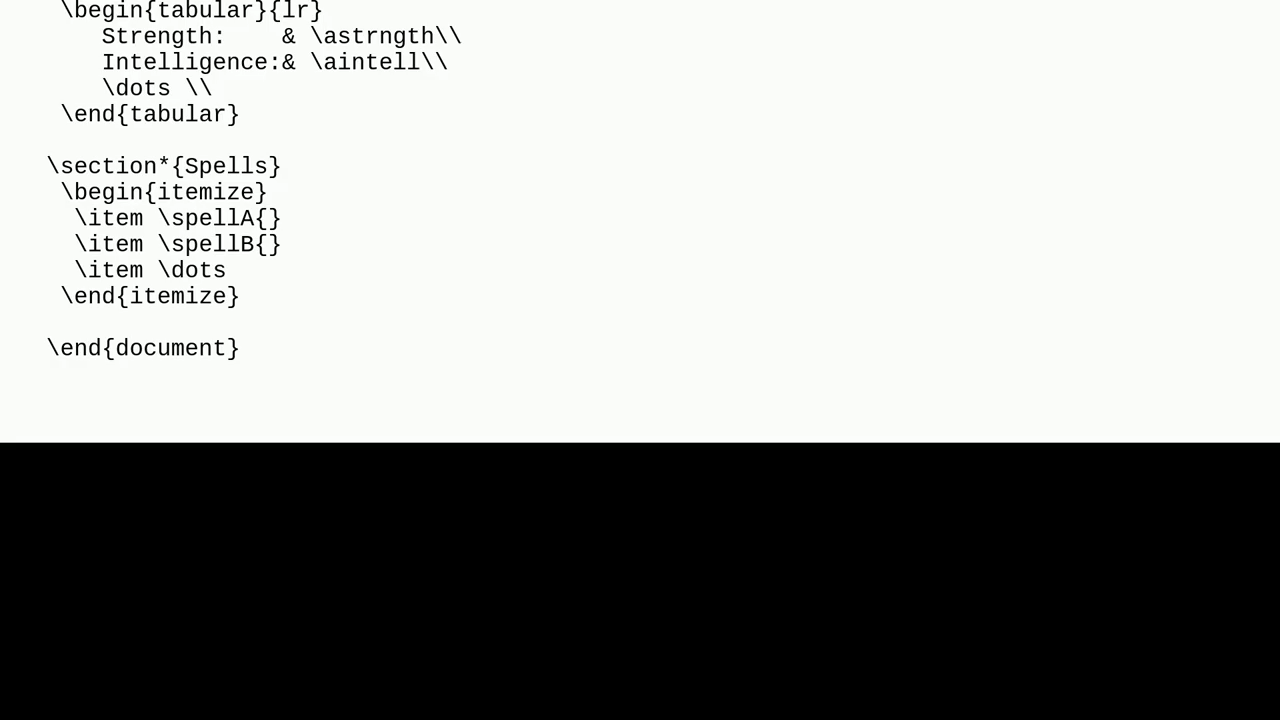 \begin{tabular}{lr}
Strength:    & \astrngth\\
Intelligence:& \aintell\\
\dots \\
\end{tabular}
\section*{Spells}
\begin{itemize}
\item \spellA{}
\item \spellB{}
\item \dots
\end{itemize}
\end{document}